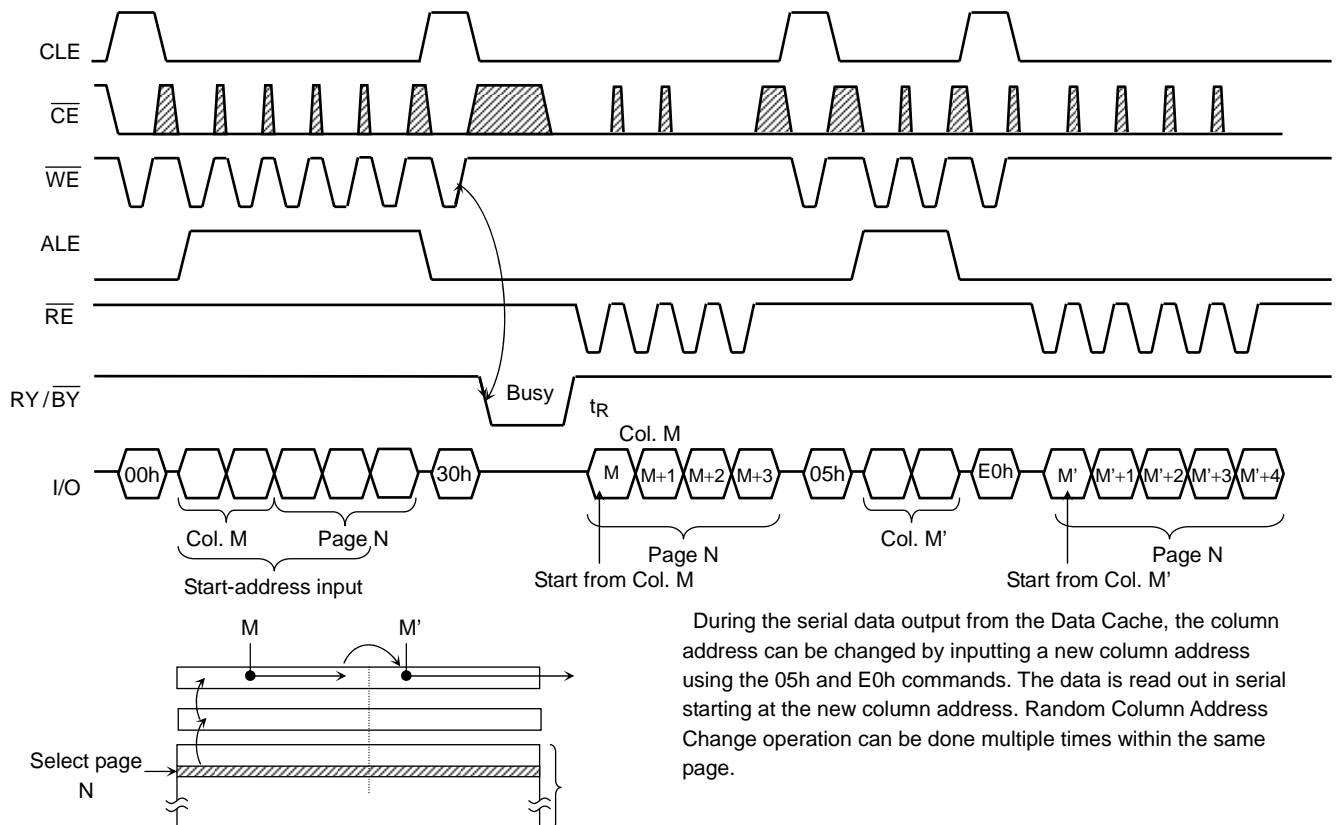 CLE
CE
WE
ALE
RE
RY/BY
Busy
tR
Col. M
I/O
00h
30h
M
M+1
M+2
M+3
05h
E0h
M'
M'+1
M'+2
M'+3
M'+4
Col. M
Page N
Page N
Col. M'
Page N
Start-address input
Start from Col. M
Start from Col. M'
M
M'
Select page
N
During the serial data output from the Data Cache, the column
address can be changed by inputting a new column address
using the 05h and E0h commands. The data is read out in serial
starting at the new column address. Random Column Address
Change operation can be done multiple times within the same
page.